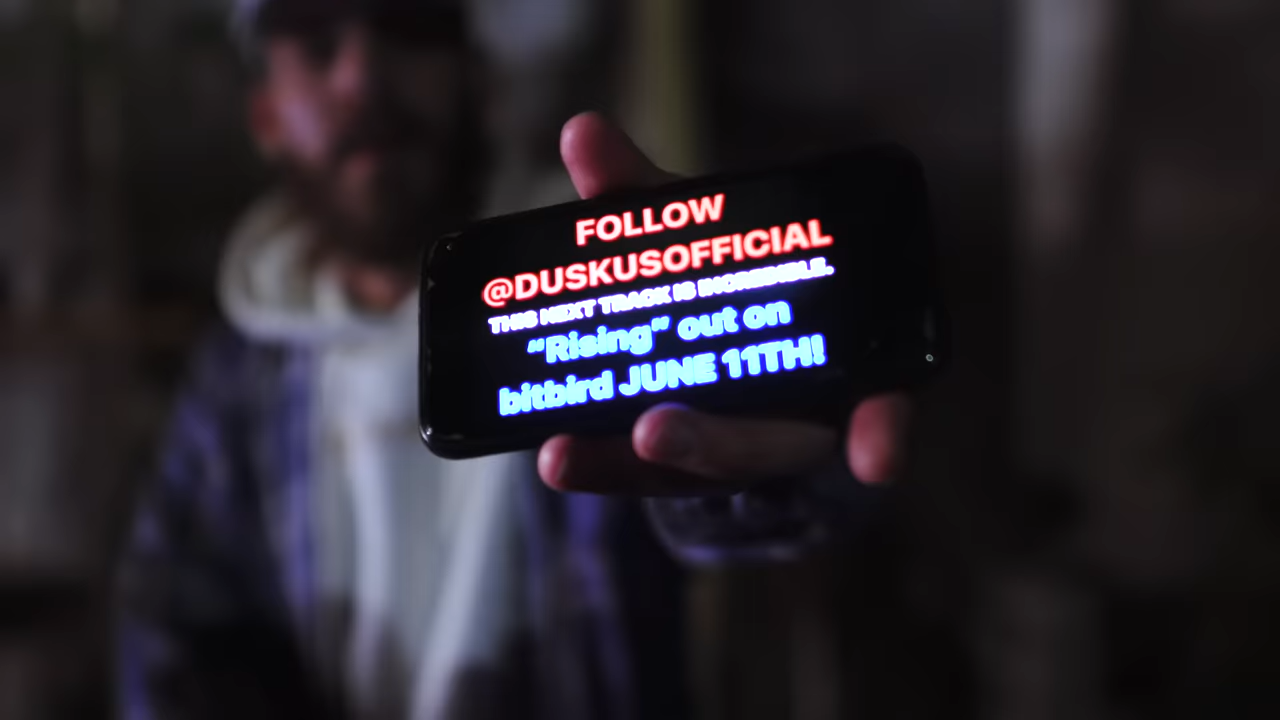 FOLLOW
@DUSKUSOFFICIAL
THIS NEXT TRACK IS INCREDIBLE.
“Rising” out on
bitbird JUNE 11TH!